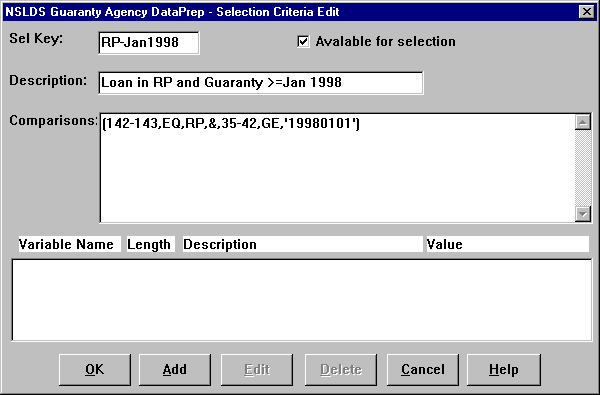 NSLDS Guaranty Agency DataPrep - Selection Criteria Edit
Sel Key: RP-Jan1998 Avalable for selection
Description: Loan in RP and Guaranty >=Jan 1998
Comparisons: (142-143,EQ,RP,&,35-42,GE,'19980101')
Variable Name Length Description Value
OK Add Edit Delete Cancel Help